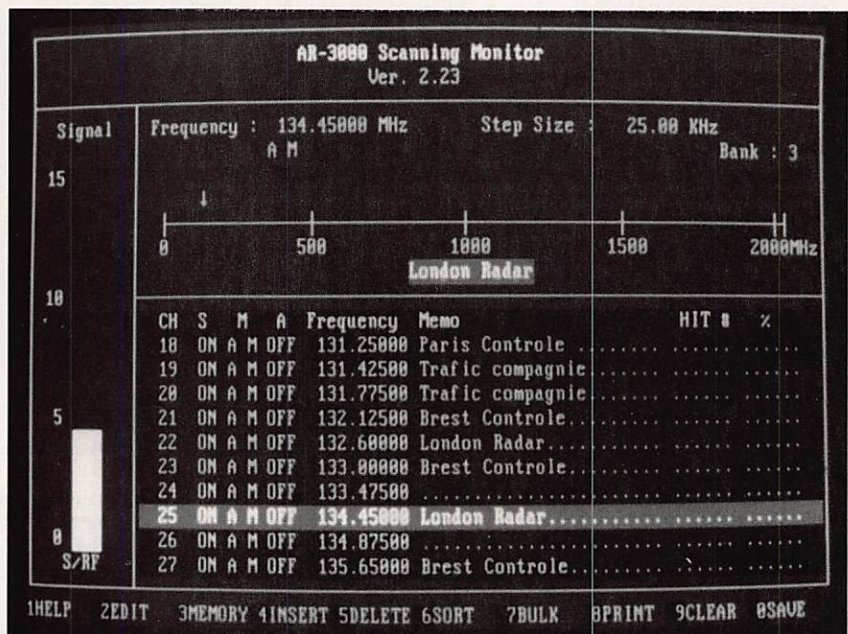 AR-3000 Scanning Monitor
Ver. 2.23
Signal
Frequency : 134.45000 MHz Step Size : 25.00 KHz
A M Bank : 3
15
0 500 1000 1500 2000MHz
London Radar
10
CH S M A Frequency Memo HIT # %
18 ON A M OFF 131.25000 Paris Controle ......... ...... ......
19 ON A M OFF 131.42500 Trafic compagnie ....... ...... ......
20 ON A M OFF 131.77500 Trafic compagnie ....... ...... ......
5
21 ON A M OFF 132.12500 Brest Controle.......... ...... ......
22 ON A M OFF 132.60000 London Radar............ ...... ......
23 ON A M OFF 133.00000 Brest Controle.......... ...... ......
24 ON A M OFF 133.47500 ........................ ...... ......
25 ON A M OFF 134.45000 London Radar............ ...... ......
0
26 ON A M OFF 134.87500 ........................ ...... ......
S/RF
27 ON A M OFF 135.65000 Brest Controle.......... ...... ......
1HELP 2EDIT 3MEMORY 4INSERT 5DELETE 6SORT 7BULK 8PRINT 9CLEAR 0SAVE